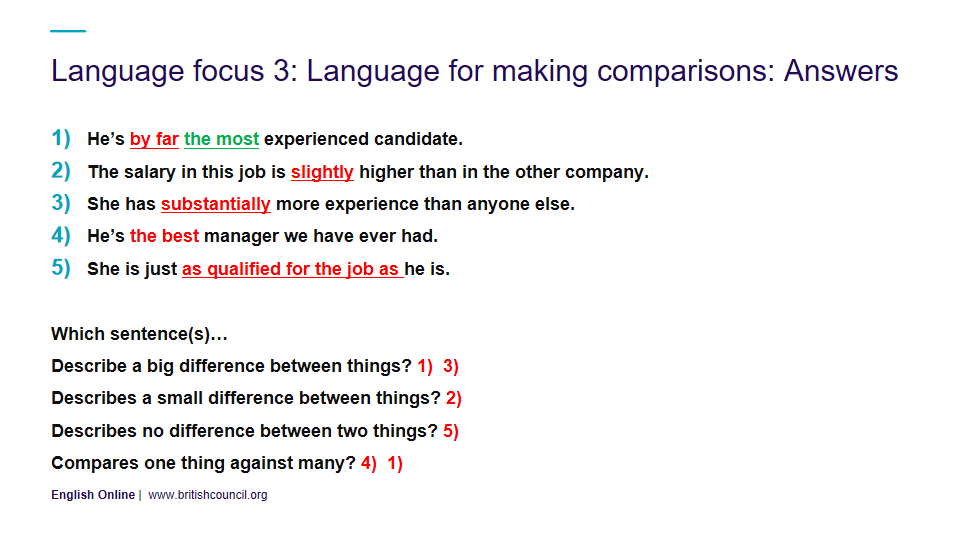 Language focus 3: Language for making comparisons: Answers
1) He’s by far the most experienced candidate.
2) The salary in this job is slightly higher than in the other company.
3) She has substantially more experience than anyone else.
4) He’s the best manager we have ever had.
5) She is just as qualified for the job as he is.
Which sentence(s)…
Describe a big difference between things? 1) 3)
Describes a small difference between things? 2)
Describes no difference between two things? 5)
Compares one thing against many? 4) 1)
English Online | www.britishcouncil.org